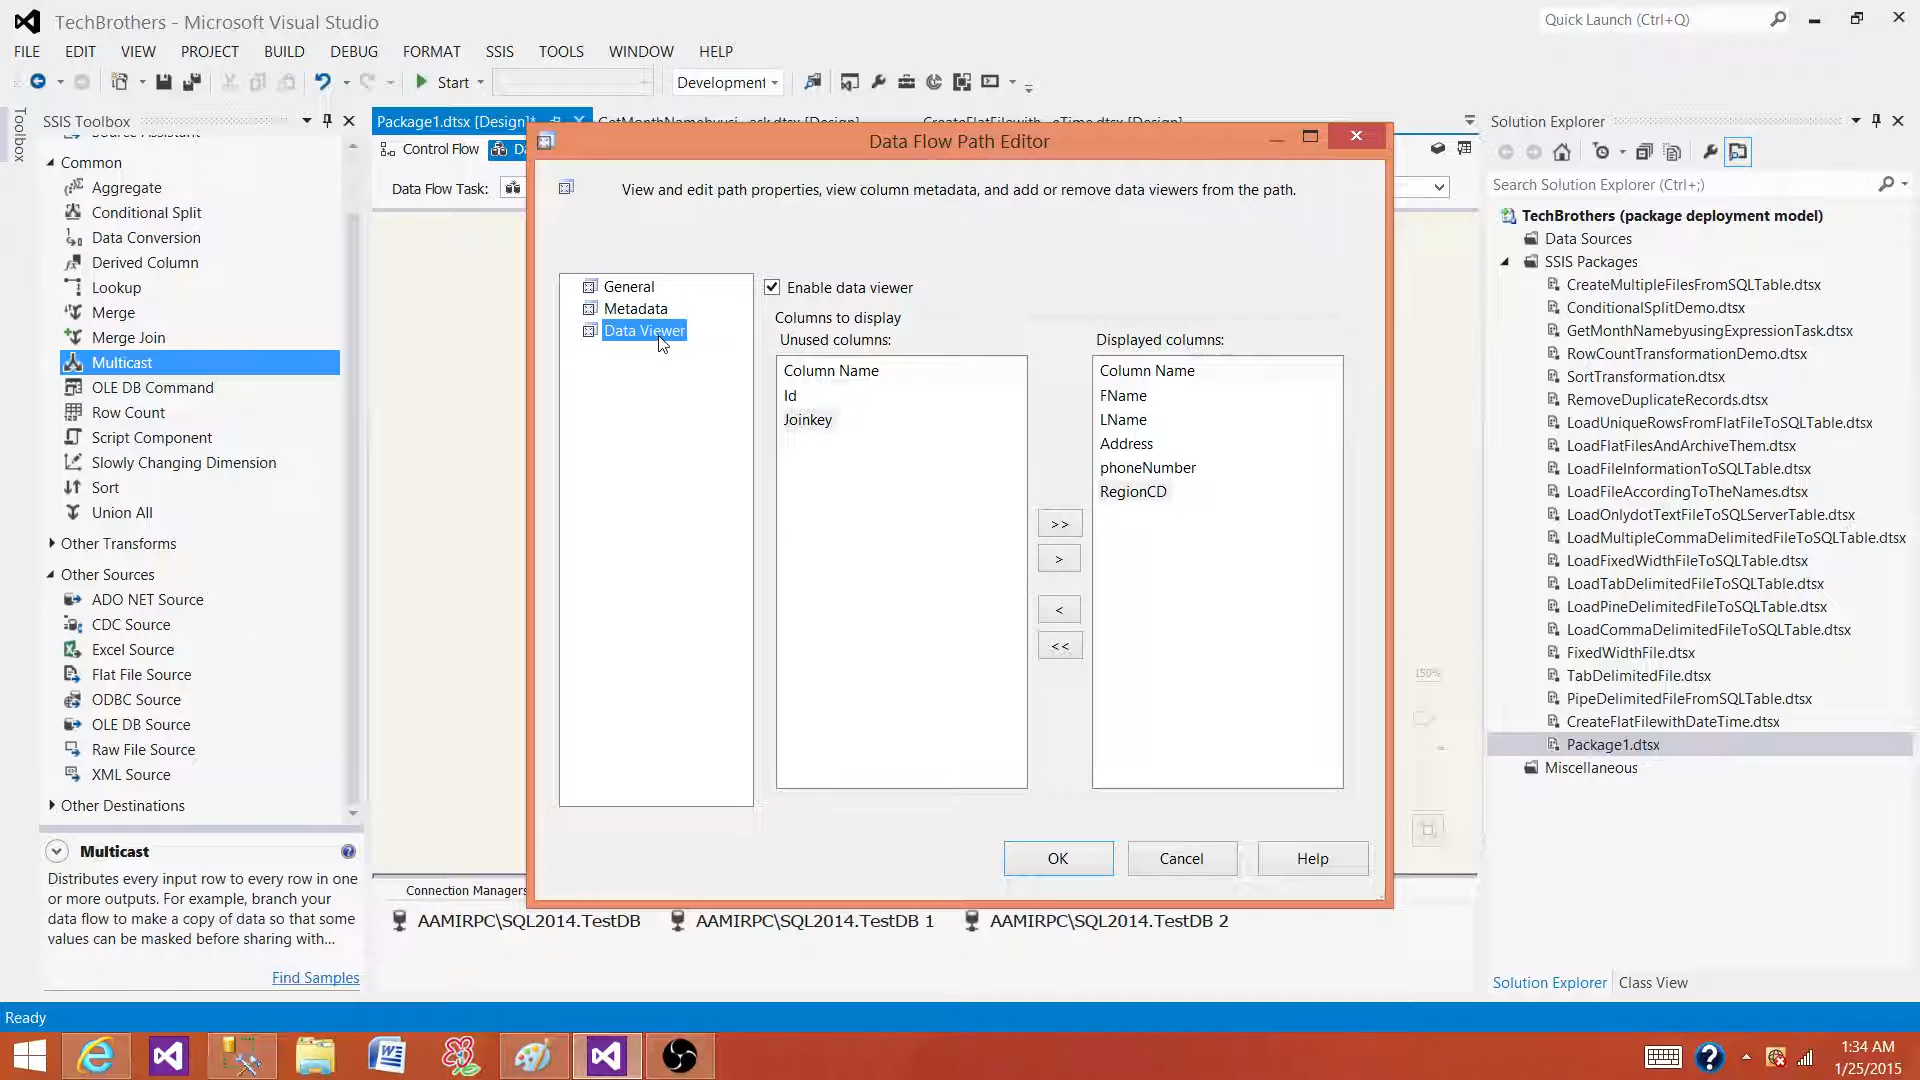 TechBrothers - Microsoft Visual Studio
Quick Launch (Ctrl+Q)
FILE EDIT VIEW PROJECT BUILD DEBUG FORMAT SSIS TOOLS WINDOW HELP
Start
Development
Toolbox
SSIS Toolbox
Source Assistant
Common
Aggregate
Conditional Split
Data Conversion
Derived Column
Lookup
Merge
Merge Join
Multicast
OLE DB Command
Row Count
Script Component
Slowly Changing Dimension
Sort
Union All
Other Transforms
Other Sources
ADO NET Source
CDC Source
Excel Source
Flat File Source
ODBC Source
OLE DB Source
Raw File Source
XML Source
Other Destinations
Multicast
Distributes every input row to every row in one
or more outputs. For example, branch your
data flow to make a copy of data so that some
values can be masked before sharing with...
Find Samples
Package1.dtsx [Design]*
Control Flow
Data Flow Task:
Data Flow Path Editor
View and edit path properties, view column metadata, and add or remove data viewers from the path.
General
Metadata
Data Viewer
Enable data viewer
Columns to display
Unused columns:
Column Name
Id
Joinkey
>>
>
<
<<
Displayed columns:
Column Name
FName
LName
Address
phoneNumber
RegionCD
OK Cancel Help
150%
Connection Managers
AAMIRPC\SQL2014.TestDB AAMIRPC\SQL2014.TestDB 1 AAMIRPC\SQL2014.TestDB 2
Solution Explorer
Search Solution Explorer (Ctrl+;)
TechBrothers (package deployment model)
Data Sources
SSIS Packages
CreateMultipleFilesFromSQLTable.dtsx
ConditionalSplitDemo.dtsx
GetMonthNamebyusingExpressionTask.dtsx
RowCountTransformationDemo.dtsx
SortTransformation.dtsx
RemoveDuplicateRecords.dtsx
LoadUniqueRowsFromFlatFileToSQLTable.dtsx
LoadFlatFilesAndArchiveThem.dtsx
LoadFileInformationToSQLTable.dtsx
LoadFileAccordingToTheNames.dtsx
LoadOnlydotTextFileToSQLServerTable.dtsx
LoadMultipleCommaDelimitedFileToSQLTable.dtsx
LoadFixedWidthFileToSQLTable.dtsx
LoadTabDelimitedFileToSQLTable.dtsx
LoadPineDelimitedFileToSQLTable.dtsx
LoadCommaDelimitedFileToSQLTable.dtsx
FixedWidthFile.dtsx
TabDelimitedFile.dtsx
PipeDelimitedFileFromSQLTable.dtsx
CreateFlatFilewithDateTime.dtsx
Package1.dtsx
Miscellaneous
Solution Explorer Class View
Ready
1:34 AM
1/25/2015